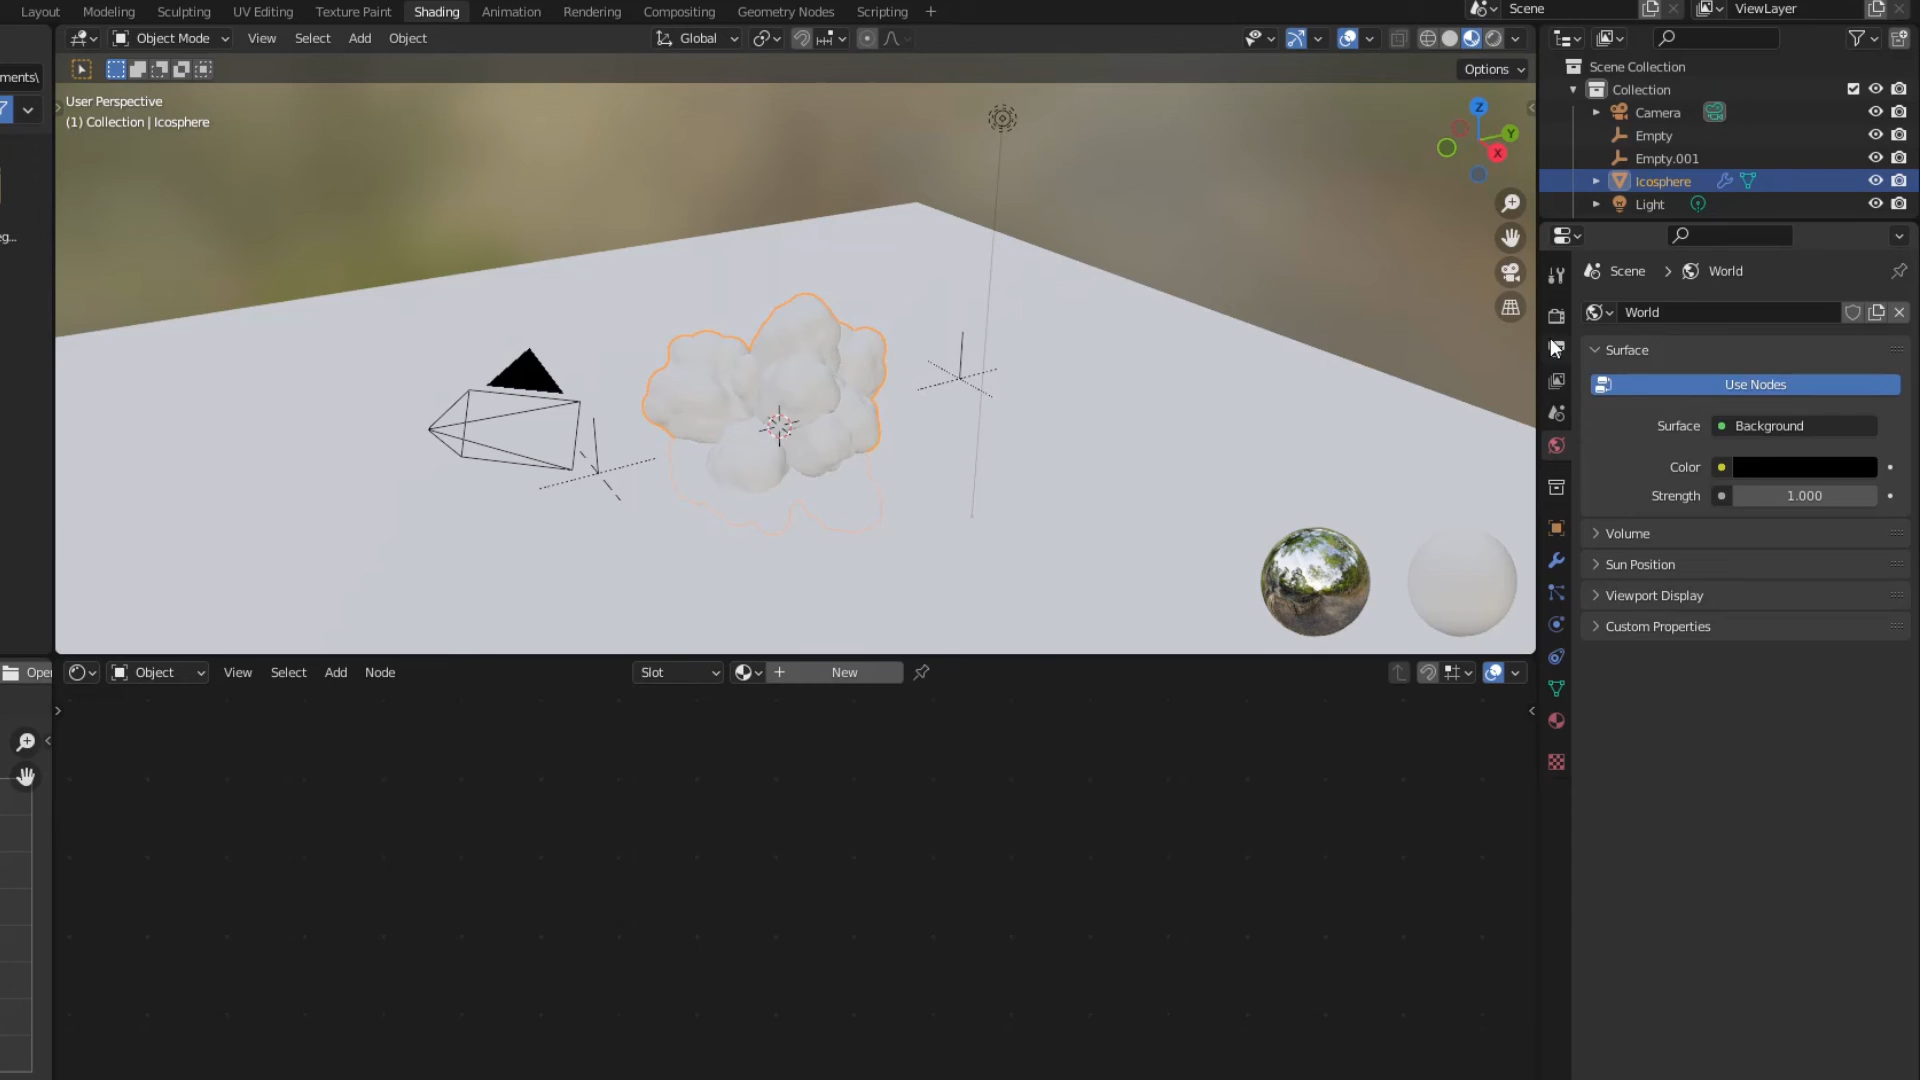 Layout Modeling Sculpting UV Editing Texture Paint Shading Animation Rendering Compositing Geometry Nodes Scripting + Scene ViewLayer
Object Mode View Select Add Object Global
Options
ments\
User Perspective
(1) Collection | Icosphere
Z
Y
X
eg...
Scene Collection
Collection
Camera
Empty
Empty.001
Icosphere
Light
Scene > World
World
Surface
Use Nodes
Surface Background
Color
Strength 1.000
Volume
Sun Position
Viewport Display
Custom Properties
Open
Object View Select Add Node Slot + New